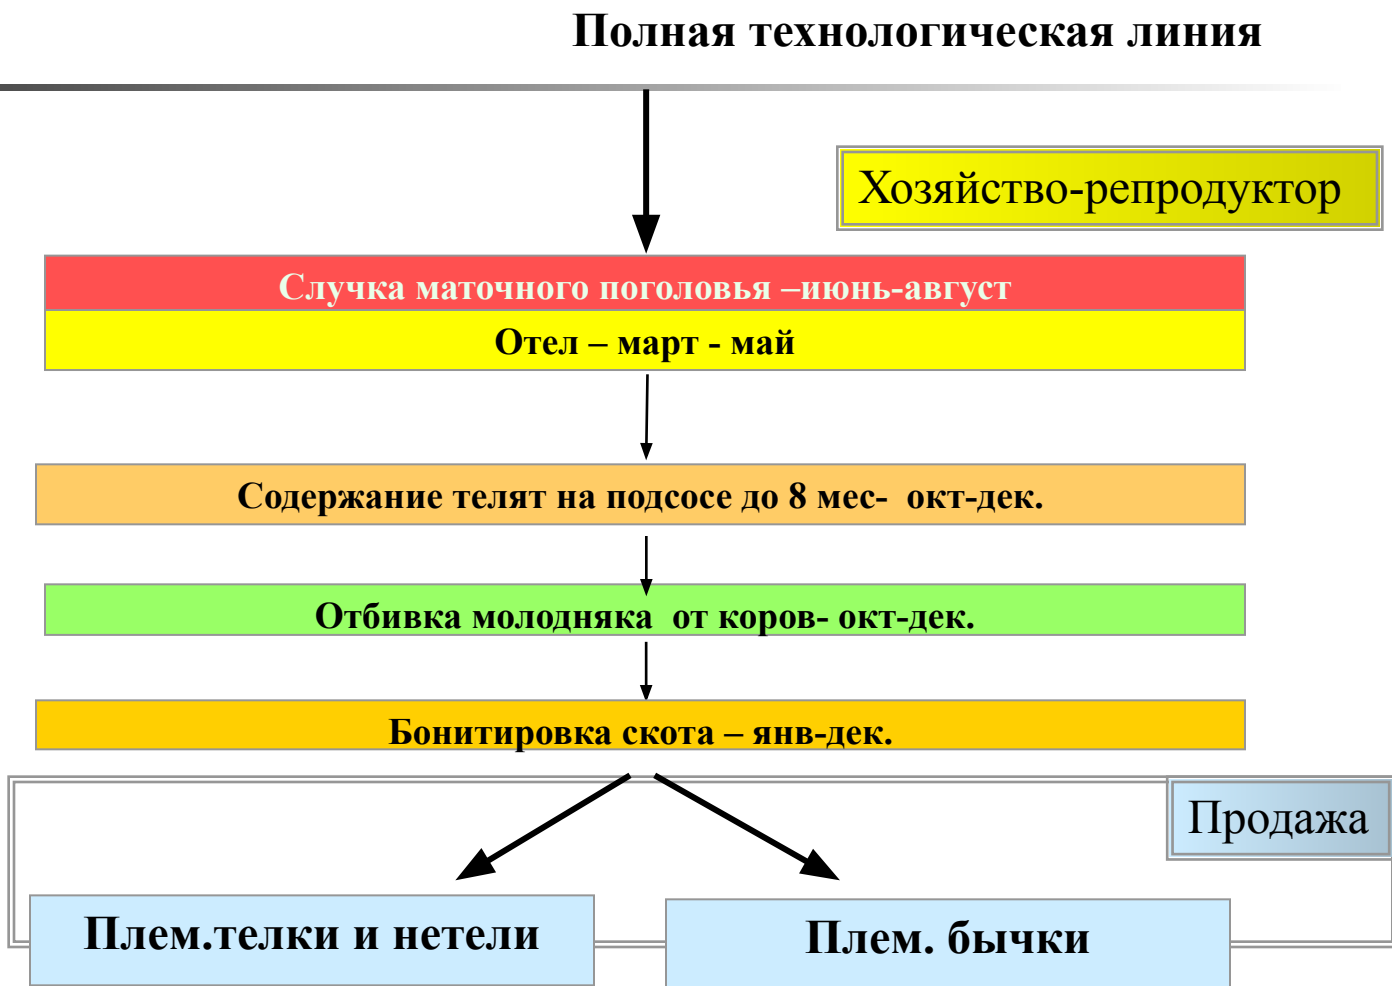 Полная технологическая линия
Хозяйство-репродуктор
Случка маточного поголовья –июнь-август
Отел – март - май
Содержание телят на подсосе до 8 мес- окт-дек.
Отбивка молодняка от коров- окт-дек.
Бонитировка скота – янв-дек.
Продажа
Плем.телки и нетели
Плем. бычки